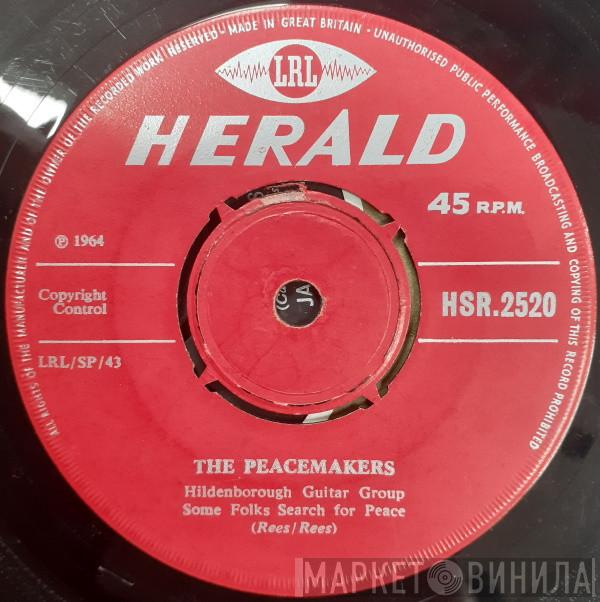 ALL RIGHTS OF THE MANUFACTURER AND OF THE OWNER OF THE RECORDED WORK RESERVED - MADE IN GREAT BRITAIN - UNAUTHORISED PUBLIC PERFORMANCE BROADCASTING AND COPYING OF THIS RECORD PROHIBITED
LRL
HERALD
45 R.P.M.
℗ 1964
Copyright
Control
HSR.2520
LRL/SP/43
JA
THE PEACEMAKERS
Hildenborough Guitar Group
Some Folks Search for Peace
(Rees/Rees)
МАРКЕТ ВИНИЛА